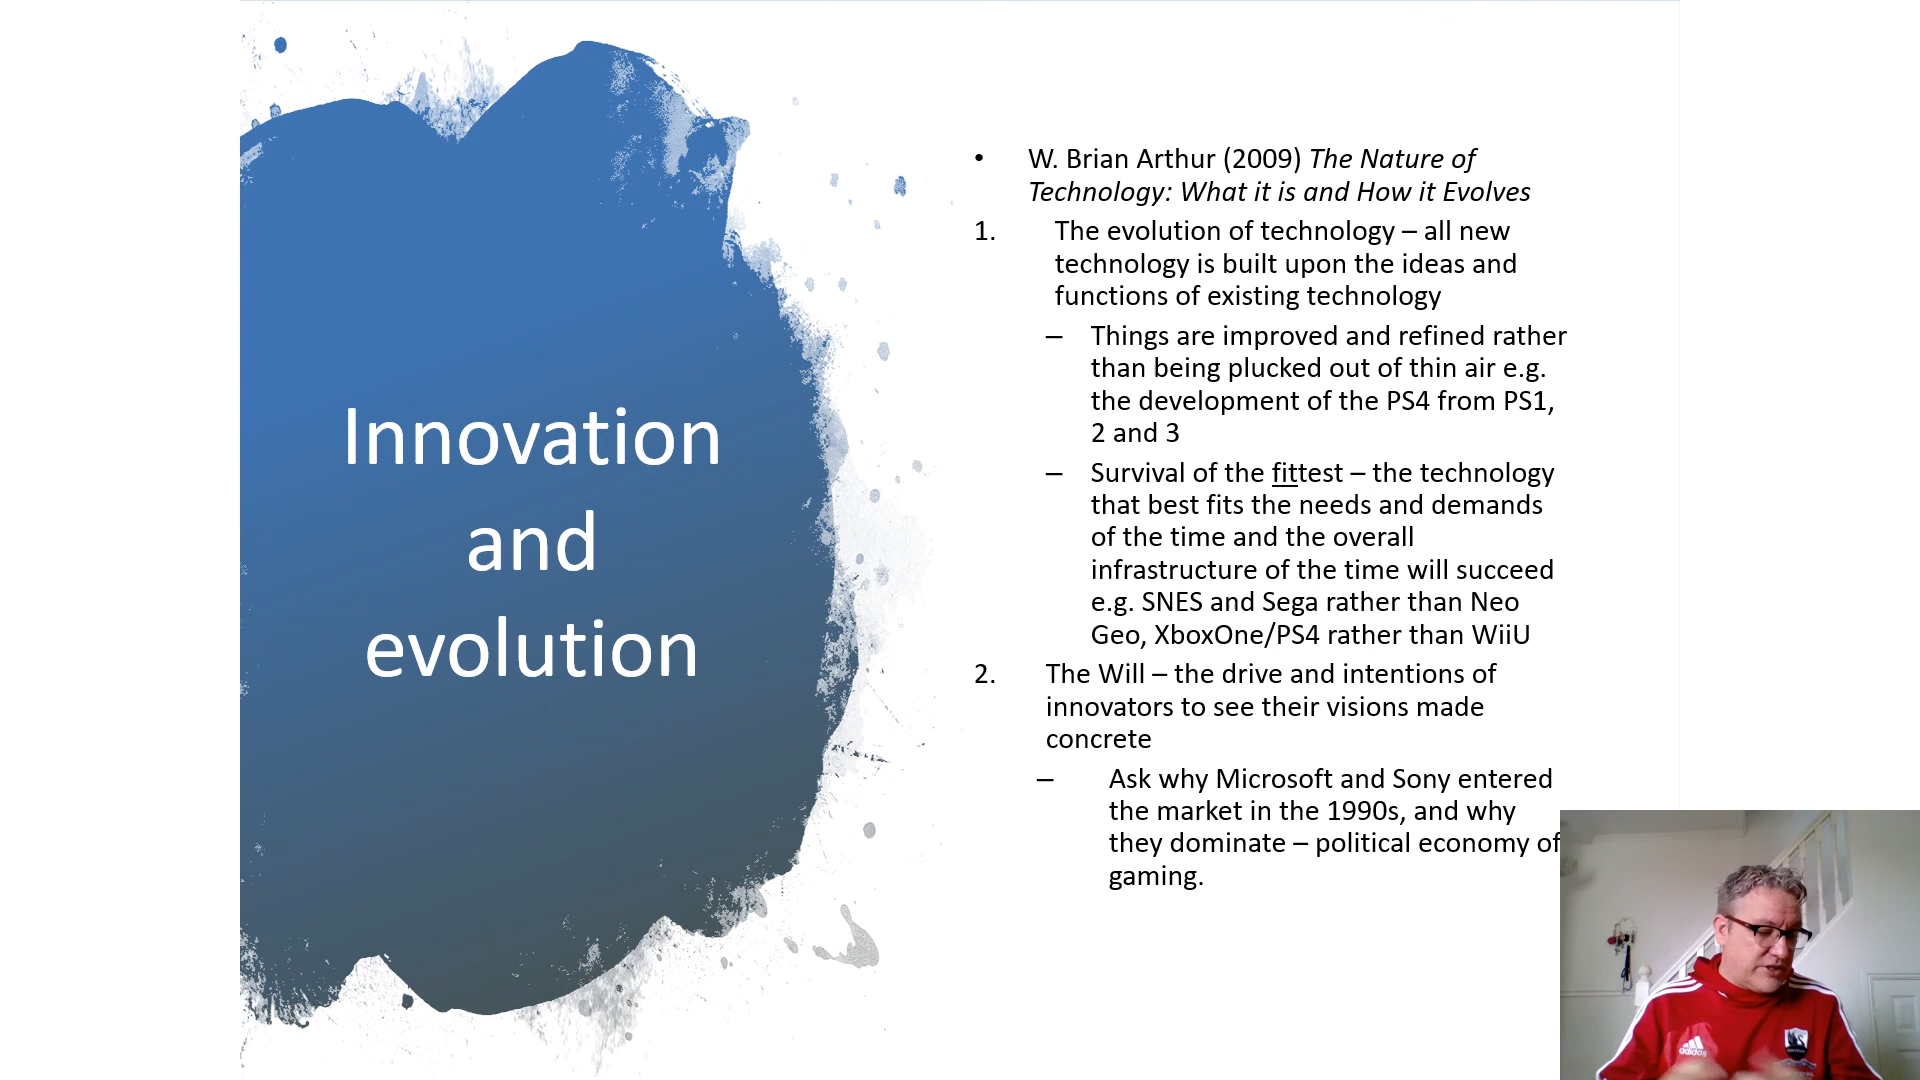 Innovation
and
evolution
• W. Brian Arthur (2009) The Nature of
Technology: What it is and How it Evolves
1. The evolution of technology – all new
technology is built upon the ideas and
functions of existing technology
– Things are improved and refined rather
than being plucked out of thin air e.g.
the development of the PS4 from PS1,
2 and 3
– Survival of the fittest – the technology
that best fits the needs and demands
of the time and the overall
infrastructure of the time will succeed
e.g. SNES and Sega rather than Neo
Geo, XboxOne/PS4 rather than WiiU
2. The Will – the drive and intentions of
innovators to see their visions made
concrete
– Ask why Microsoft and Sony entered
the market in the 1990s, and why
they dominate – political economy of
gaming.
adidas